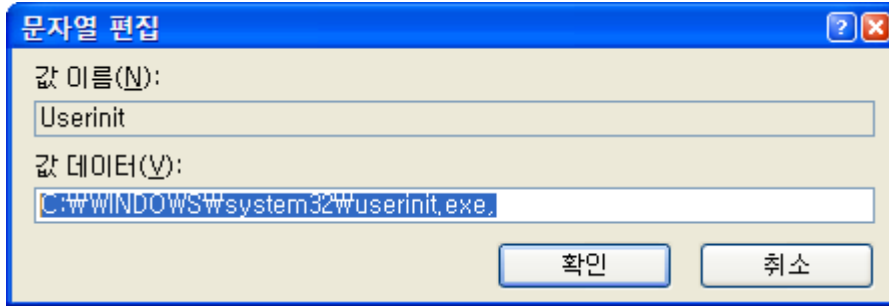 문자열 편집
값 이름(N):
Userinit
값 데이터(V):
C:₩WINDOWS₩system32₩userinit,exe,
확인
취소